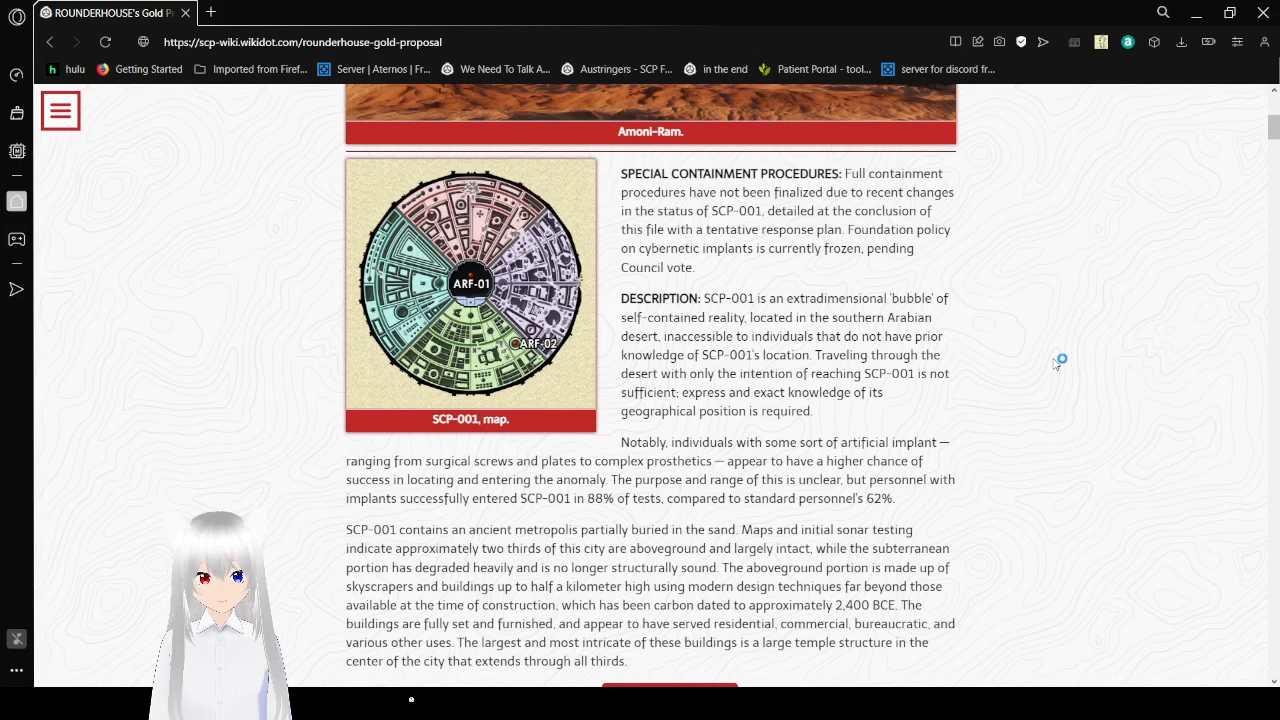 ROUNDERHOUSE's Gold P
https://scp-wiki.wikidot.com/rounderhouse-gold-proposal
hulu
Getting Started
Imported from Firef...
Server | Aternos | Fr...
We Need To Talk A...
Austringers - SCP F...
in the end
Patient Portal - tool...
server for discord fr...
Amoni-Ram.
ARF-01
ARF-02
SCP-001, map.
SPECIAL CONTAINMENT PROCEDURES: Full containment
procedures have not been finalized due to recent changes
in the status of SCP-001, detailed at the conclusion of
this file with a tentative response plan. Foundation policy
on cybernetic implants is currently frozen, pending
Council vote.
DESCRIPTION: SCP-001 is an extradimensional 'bubble' of
self-contained reality, located in the southern Arabian
desert, inaccessible to individuals that do not have prior
knowledge of SCP-001's location. Traveling through the
desert with only the intention of reaching SCP-001 is not
sufficient; express and exact knowledge of its
geographical position is required.
Notably, individuals with some sort of artificial implant —
ranging from surgical screws and plates to complex prosthetics — appear to have a higher chance of
success in locating and entering the anomaly. The purpose and range of this is unclear, but personnel with
implants successfully entered SCP-001 in 88% of tests, compared to standard personnel's 62%.
SCP-001 contains an ancient metropolis partially buried in the sand. Maps and initial sonar testing
indicate approximately two thirds of this city are aboveground and largely intact, while the subterranean
portion has degraded heavily and is no longer structurally sound. The aboveground portion is made up of
skyscrapers and buildings up to half a kilometer high using modern design techniques far beyond those
available at the time of construction, which has been carbon dated to approximately 2,400 BCE. The
buildings are fully set and furnished, and appear to have served residential, commercial, bureaucratic, and
various other uses. The largest and most intricate of these buildings is a large temple structure in the
center of the city that extends through all thirds.